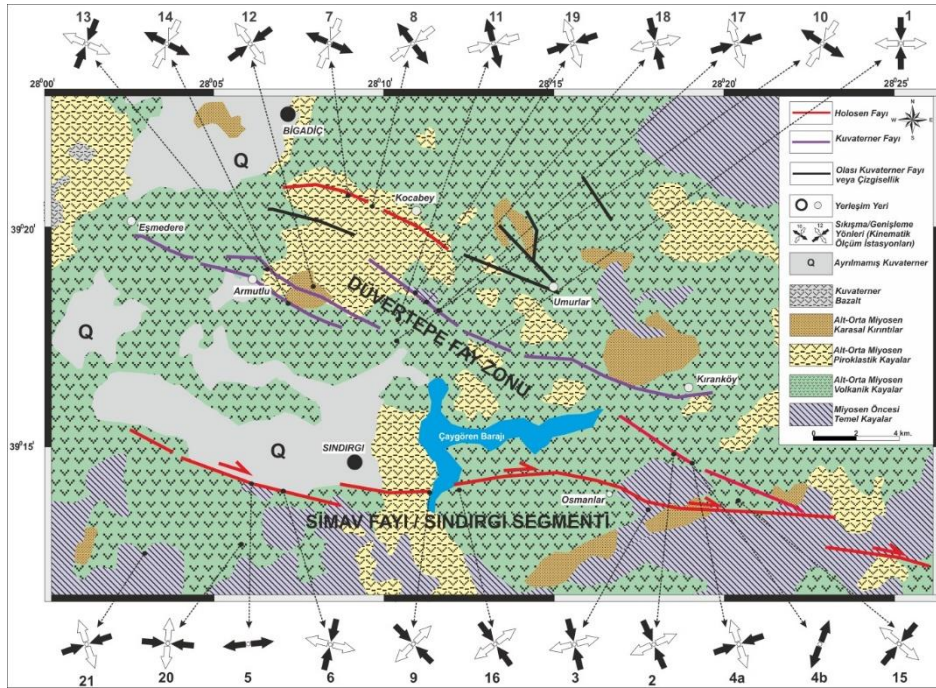 13 14 12 7 8 11 19 18 17 10 1
28°00' 28°05' 28°10' 28°15' 28°20' 28°25'
BİGADİÇ
Q
Kocabey
39°20'
Eşmedere
Armutlu
Umurlar
DÜVERTEPE FAY ZONU
Q
Kıranköy
39°15'
Q
SINDIRGI
Çaygören Barajı
Osmanlar
SİMAV FAYI / SINDIRGI SEGMENTİ
N
W E
S
Holosen Fayı
Kuvaterner Fayı
Olası Kuvaterner Fayı
veya Çizgisellik
Yerleşim Yeri
Sıkışma/Genişleme
Yönleri (Kinematik
Ölçüm İstasyonları)
Q
Ayrılmamış Kuvaterner
Kuvaterner
Bazalt
Alt-Orta Miyosen
Karasal Kırıntılar
Alt-Orta Miyosen
Piroklastik Kayalar
Alt-Orta Miyosen
Volkanik Kayalar
Miyosen Öncesi
Temel Kayalar
0 2 4 km.
21 20 5 6 9 16 3 2 4a 4b 15